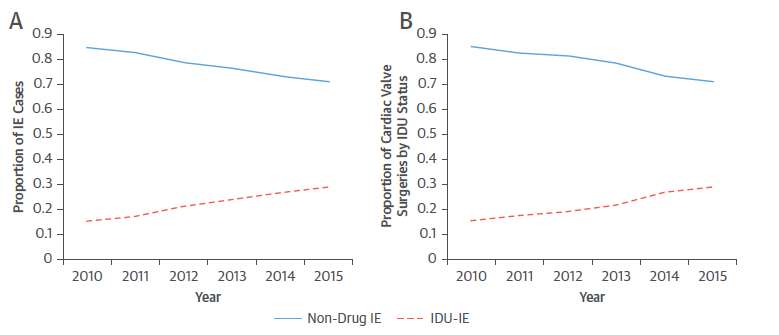 A
Proportion of IE Cases
0.9
0.8
0.7
0.6
0.5
0.4
0.3
0.2
0.1
0
2010 2011 2012 2013 2014 2015
Year
B
Proportion of Cardiac Valve
Surgeries by IDU Status
0.9
0.8
0.7
0.6
0.5
0.4
0.3
0.2
0.1
0
2010 2011 2012 2013 2014 2015
Year
Non-Drug IE IDU-IE